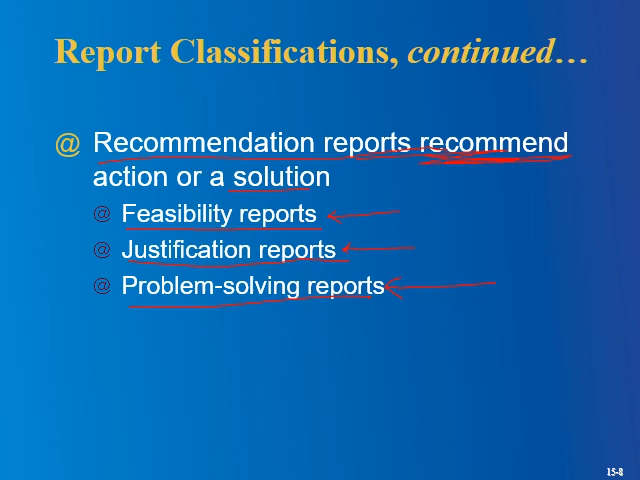 Report Classifications, continued…
@ Recommendation reports recommend
action or a solution
@ Feasibility reports
@ Justification reports
@ Problem-solving reports
15-8